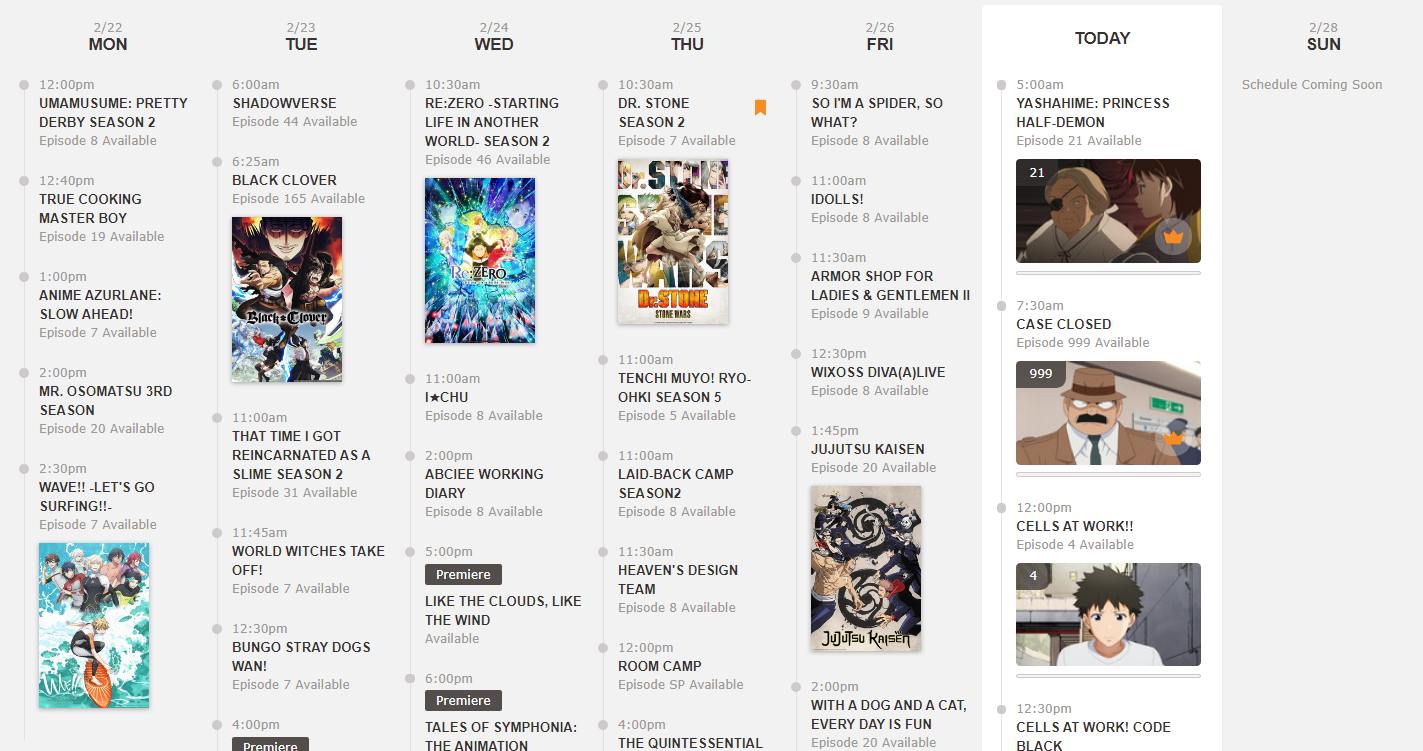 2/22
MON
12:00pm
UMAMUSUME: PRETTY
DERBY SEASON 2
Episode 8 Available
12:40pm
TRUE COOKING
MASTER BOY
Episode 19 Available
1:00pm
ANIME AZURLANE:
SLOW AHEAD!
Episode 7 Available
2:00pm
MR. OSOMATSU 3RD
SEASON
Episode 20 Available
2:30pm
WAVE!! -LET'S GO
SURFING!!-
Episode 7 Available
2/23
TUE
6:00am
SHADOWVERSE
Episode 44 Available
6:25am
BLACK CLOVER
Episode 165 Available
Black Clover
11:00am
THAT TIME I GOT
REINCARNATED AS A
SLIME SEASON 2
Episode 31 Available
11:45am
WORLD WITCHES TAKE
OFF!
Episode 7 Available
12:30pm
BUNGO STRAY DOGS
WAN!
Episode 7 Available
4:00pm
Premiere
2/24
WED
10:30am
RE:ZERO -STARTING
LIFE IN ANOTHER
WORLD- SEASON 2
Episode 46 Available
Re:ZERO
11:00am
I★CHU
Episode 8 Available
2:00pm
ABCIEE WORKING
DIARY
Episode 8 Available
5:00pm
Premiere
LIKE THE CLOUDS, LIKE
THE WIND
Available
6:00pm
Premiere
TALES OF SYMPHONIA:
THE ANIMATION
2/25
THU
10:30am
DR. STONE
SEASON 2
Episode 7 Available
Dr.STONE
STONE WARS
11:00am
TENCHI MUYO! RYO-
OHKI SEASON 5
Episode 5 Available
11:00am
LAID-BACK CAMP
SEASON2
Episode 8 Available
11:30am
HEAVEN'S DESIGN
TEAM
Episode 8 Available
12:00pm
ROOM CAMP
Episode SP Available
4:00pm
THE QUINTESSENTIAL
2/26
FRI
9:30am
SO I'M A SPIDER, SO
WHAT?
Episode 8 Available
11:00am
IDOLLS!
Episode 8 Available
11:30am
ARMOR SHOP FOR
LADIES & GENTLEMEN II
Episode 9 Available
12:30pm
WIXOSS DIVA(A)LIVE
Episode 8 Available
1:45pm
JUJUTSU KAISEN
Episode 20 Available
JUJUTSU KAISEN
2:00pm
WITH A DOG AND A CAT,
EVERY DAY IS FUN
Episode 20 Available
TODAY
5:00am
YASHAHIME: PRINCESS
HALF-DEMON
Episode 21 Available
21
7:30am
CASE CLOSED
Episode 999 Available
999
12:00pm
CELLS AT WORK!!
Episode 4 Available
4
12:30pm
CELLS AT WORK! CODE
BLACK
2/28
SUN
Schedule Coming Soon